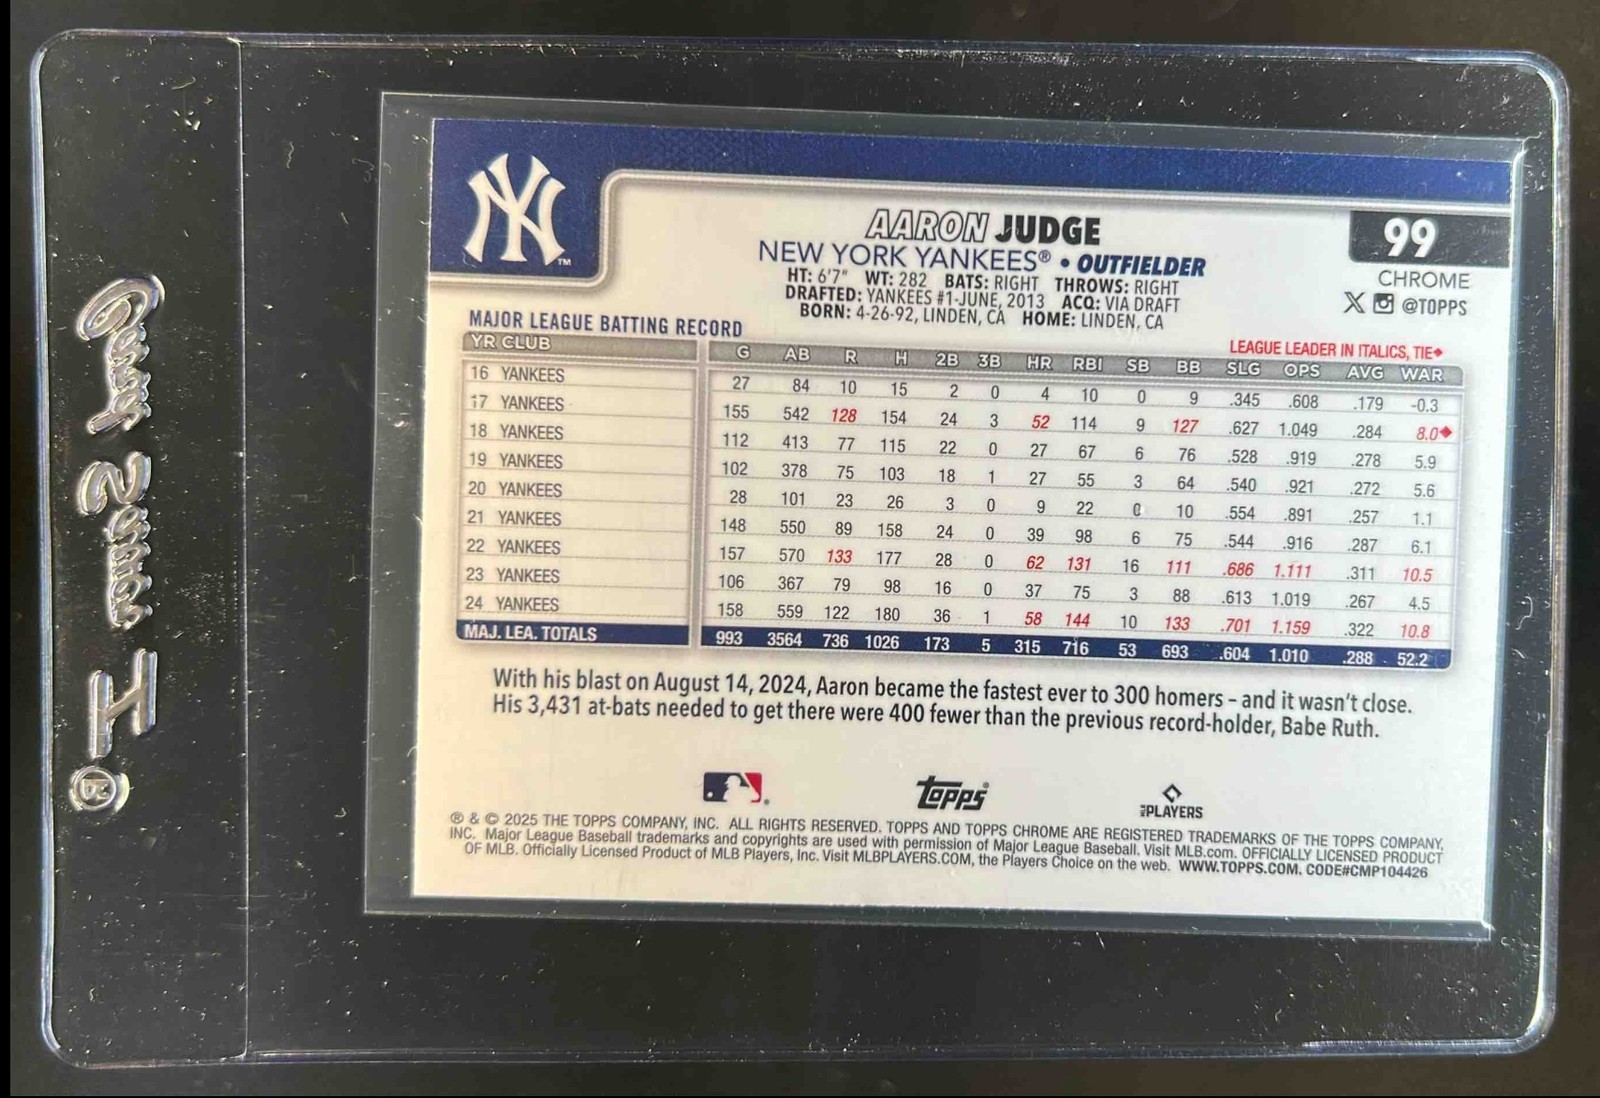 NY
TM
AARON JUDGE
99
NEW YORK YANKEES® • OUTFIELDER
CHROME
HT: 6'7" WT: 282 BATS: RIGHT THROWS: RIGHT
DRAFTED: YANKEES #1-JUNE, 2013 ACQ: VIA DRAFT
BORN: 4-26-92, LINDEN, CA HOME: LINDEN, CA
X @TOPPS
MAJOR LEAGUE BATTING RECORD
LEAGUE LEADER IN ITALICS, TIE◆
YR CLUB G AB R H 2B 3B HR RBI SB BB SLG OPS AVG WAR
16 YANKEES 27 84 10 15 2 0 4 10 0 9 .345 .608 .179 -0.3
17 YANKEES 155 542 128 154 24 3 52 114 9 127 .627 1.049 .284 8.0◆
18 YANKEES 112 413 77 115 22 0 27 67 6 76 .528 .919 .278 5.9
19 YANKEES 102 378 75 103 18 1 27 55 3 64 .540 .921 .272 5.6
20 YANKEES 28 101 23 26 3 0 9 22 0 10 .554 .891 .257 1.1
21 YANKEES 148 550 89 158 24 0 39 98 6 75 .544 .916 .287 6.1
22 YANKEES 157 570 133 177 28 0 62 131 16 111 .686 1.111 .311 10.5
23 YANKEES 106 367 79 98 16 0 37 75 3 88 .613 1.019 .267 4.5
24 YANKEES 158 559 122 180 36 1 58 144 10 133 .701 1.159 .322 10.8
MAJ. LEA. TOTALS 993 3564 736 1026 173 5 315 716 53 693 .604 1.010 .288 52.2
With his blast on August 14, 2024, Aaron became the fastest ever to 300 homers – and it wasn't close.
His 3,431 at-bats needed to get there were 400 fewer than the previous record-holder, Babe Ruth.
Topps®
MLB PLAYERS
® & © 2025 THE TOPPS COMPANY, INC. ALL RIGHTS RESERVED. TOPPS AND TOPPS CHROME ARE REGISTERED TRADEMARKS OF THE TOPPS COMPANY,
INC. Major League Baseball trademarks and copyrights are used with permission of Major League Baseball. Visit MLB.com. OFFICIALLY LICENSED PRODUCT
OF MLB. Officially Licensed Product of MLB Players, Inc. Visit MLBPLAYERS.COM, the Players Choice on the web. WWW.TOPPS.COM. CODE#CMP104426
Card Saver I®